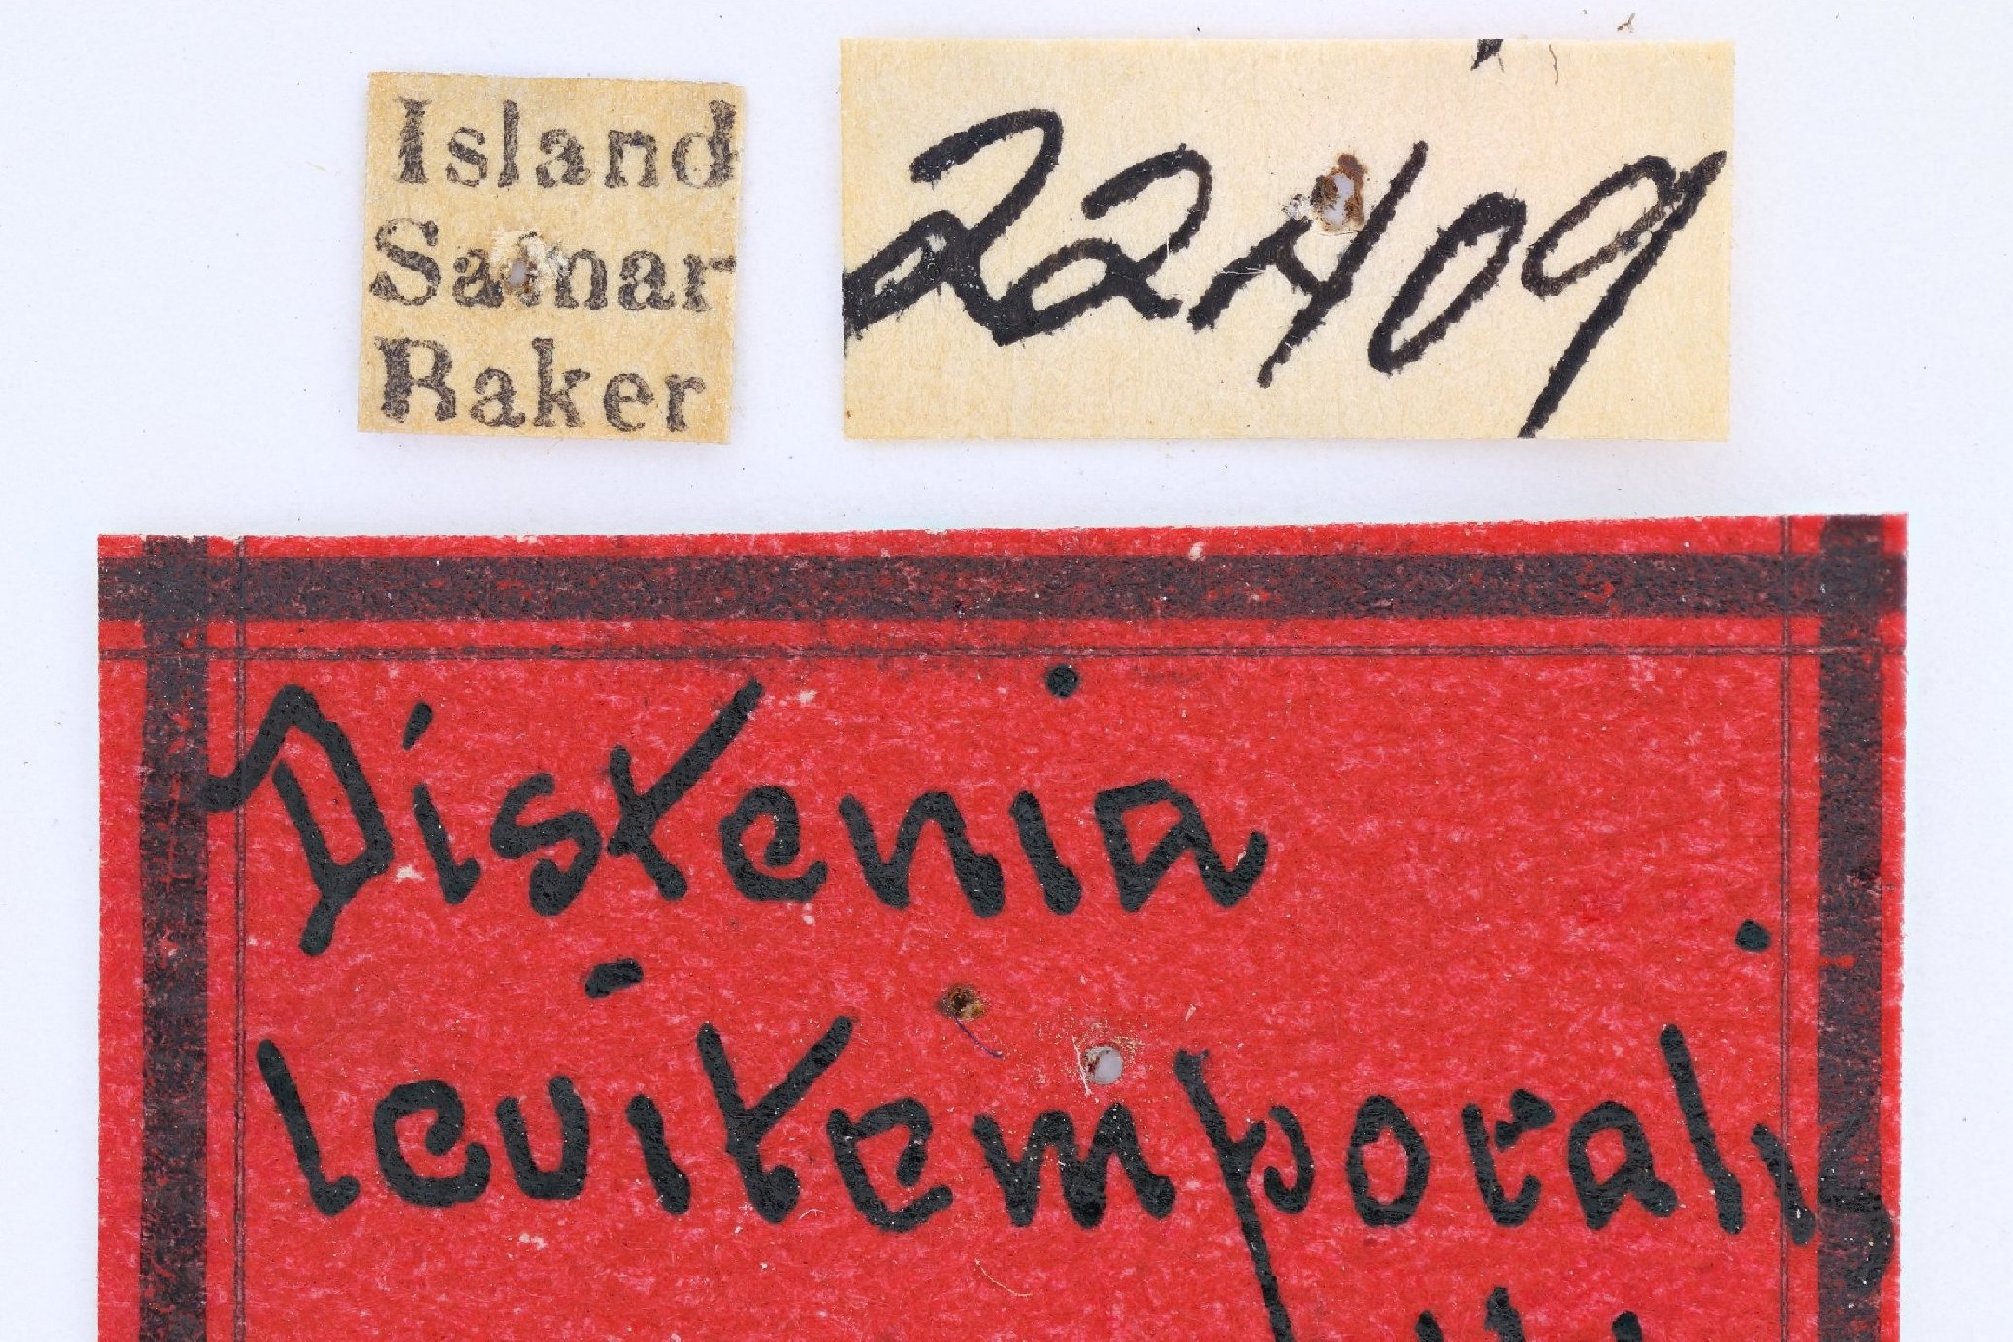 Island
Samar
Baker
22409
Distenia
levitemporalis